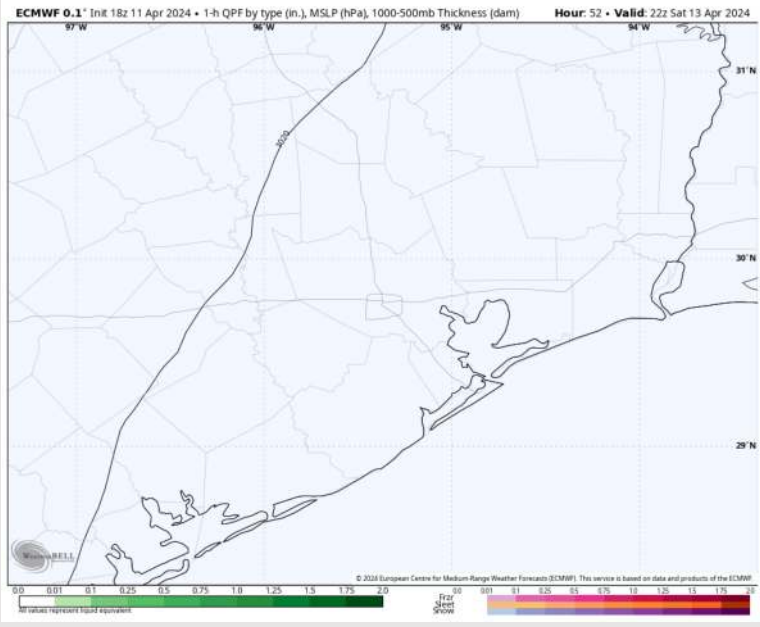 ECMWF 0.1° Init 18z 11 Apr 2024 • 1-h QPF by type (in.), MSLP (hPa), 1000-500mb Thickness (dam) Hour: 52 • Valid: 22z Sat 13 Apr 2024
97°W 96°W 95°W 94°W
31°N
1020
30°N
29°N
WeatherBELL
© 2024 European Centre for Medium-Range Weather Forecasts (ECMWF). This service is based on data and products of the ECMWF.
0.0 0.01 0.1 0.25 0.5 0.75 1.0 1.25 1.5 1.75 2.0 0.01 0.1 0.25 0.5 0.75 1.0 1.25 1.5 1.75 2.0
Frzr
Sleet
Snow
All values represent liquid equivalent